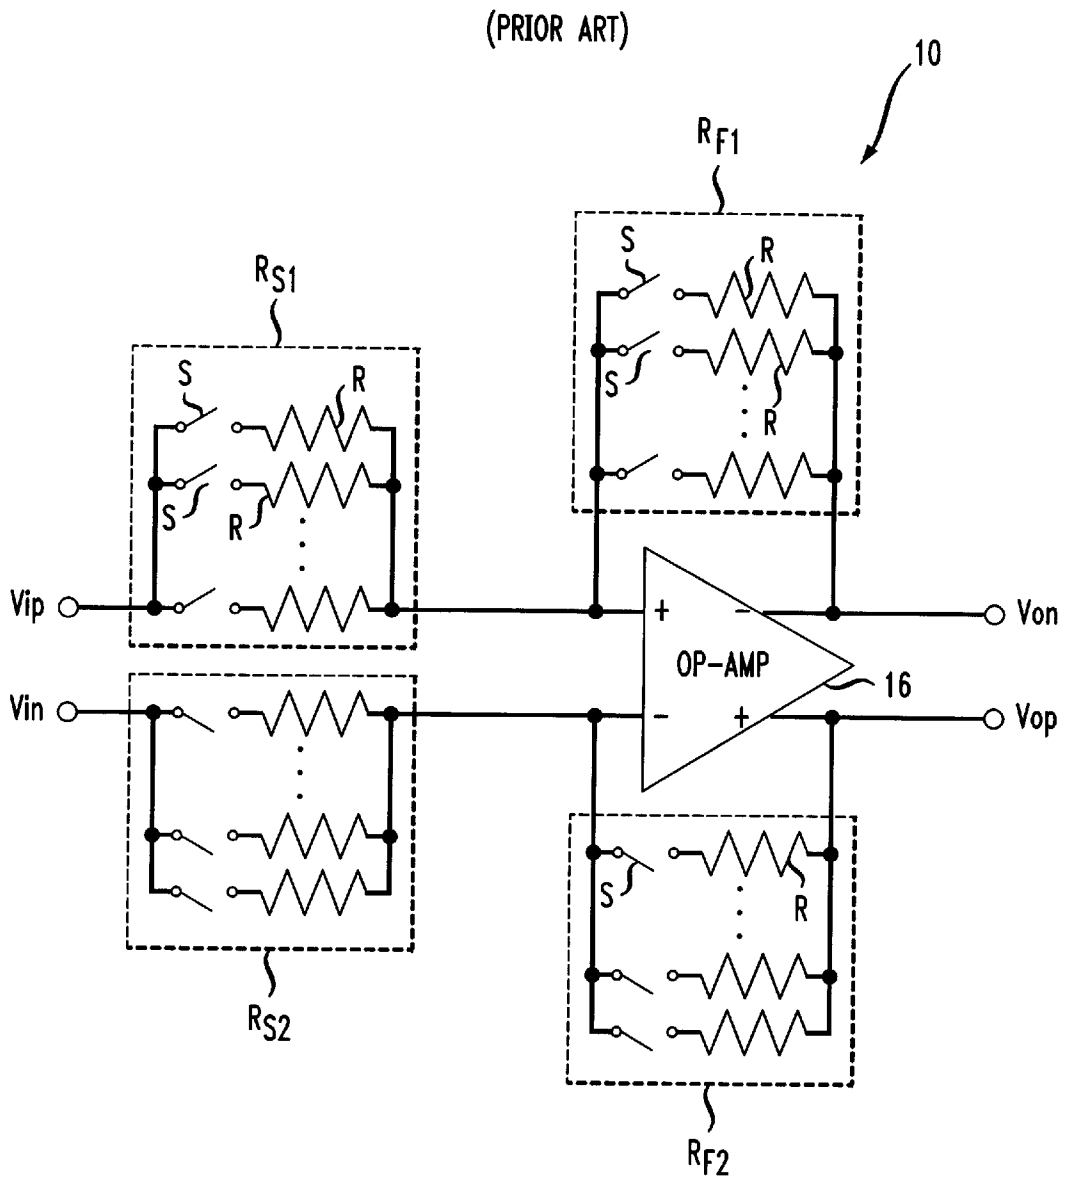 (PRIOR ART)
10
RF1
S
R
S
R
RS1
S
R
S
R
Vip
+
−
Von
OP-AMP
16
Vin
−
+
Vop
S
R
RS2
RF2